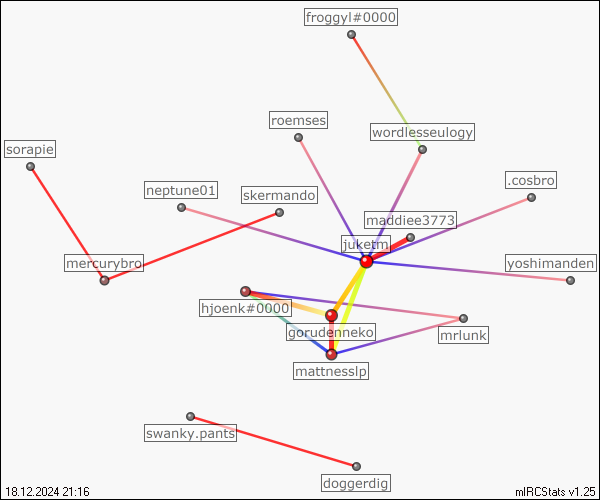 froggyl#0000
roemses
wordlesseulogy
sorapie
.cosbro
neptune01
skermando
maddiee3773
juketm
mercurybro
yoshimanden
hjoenk#0000
gorudenneko
mrlunk
mattnesslp
swanky.pants
doggerdig
18.12.2024 21:16
mIRCStats v1.25